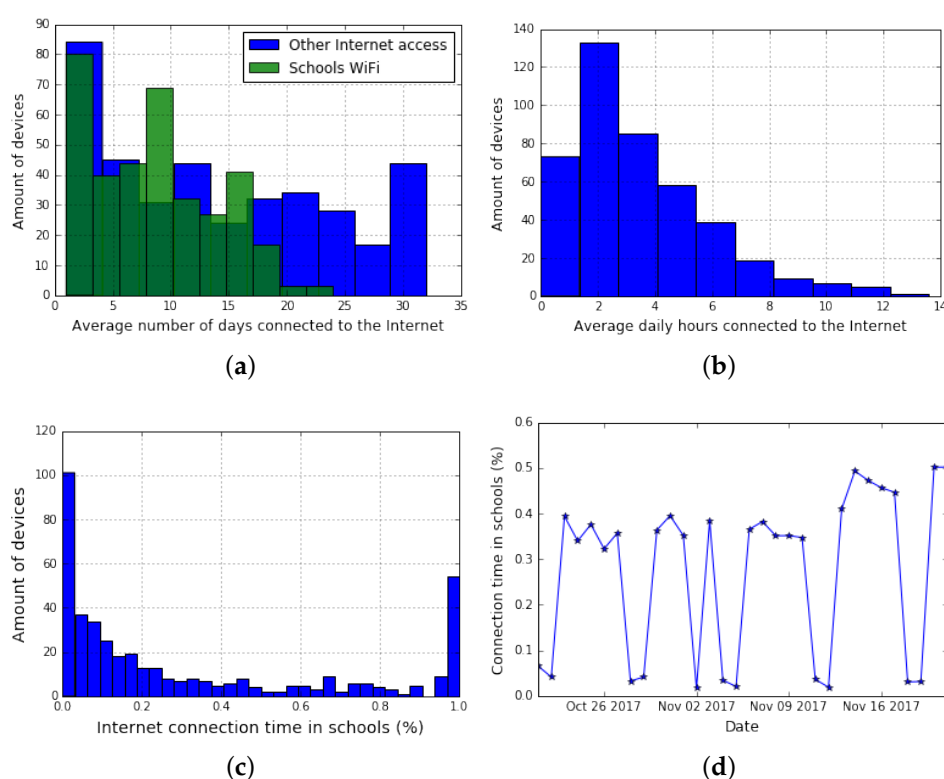 90
80
70
60
50
40
30
20
10
0
Amount of devices
Other Internet access
Schools WiFi
0 5 10 15 20 25 30 35
Average number of days connected to the Internet
(a)
140
120
100
80
60
40
20
0
Amount of devices
0 2 4 6 8 10 12 14
Average daily hours connected to the Internet
(b)
120
100
80
60
40
20
0
Amount of devices
0.0 0.2 0.4 0.6 0.8 1.0
Internet connection time in schools (%)
(c)
0.6
0.5
0.4
0.3
0.2
0.1
0.0
Connection time in schools (%)
Oct 26 2017 Nov 02 2017 Nov 09 2017 Nov 16 2017
Date
(d)